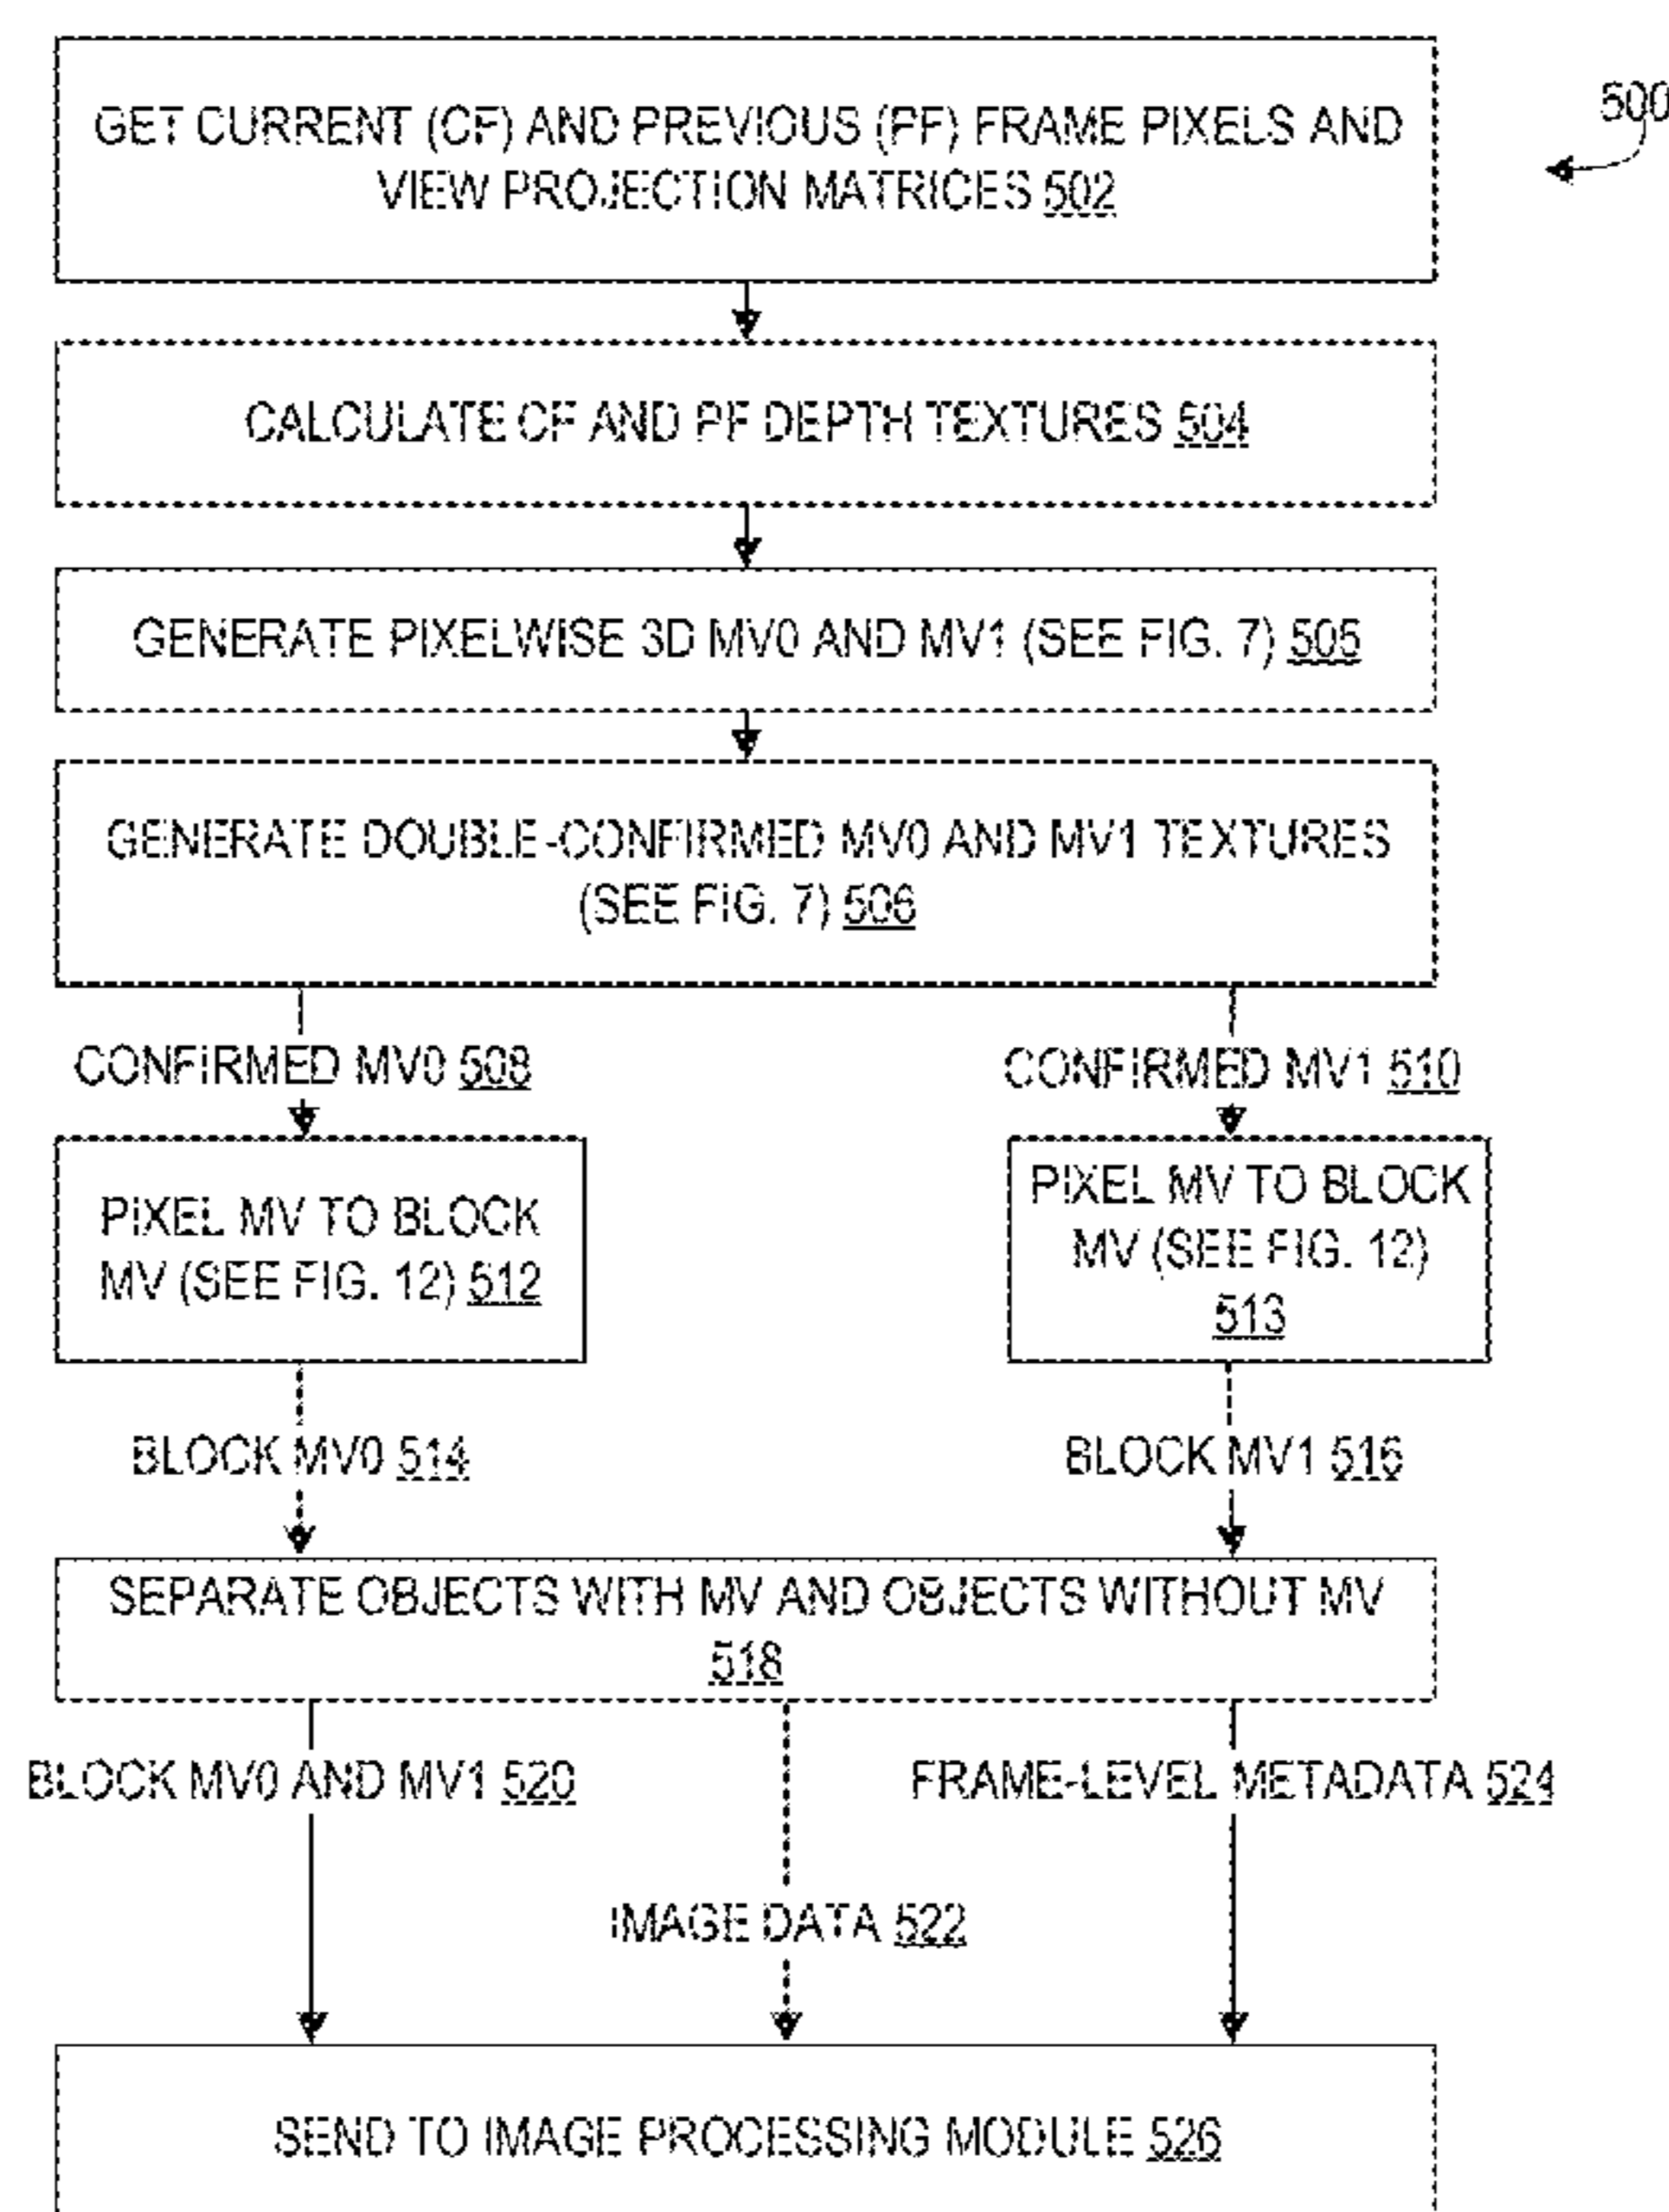 500
GET CURRENT (CF) AND PREVIOUS (PF) FRAME PIXELS AND
VIEW PROJECTION MATRICES 502
CALCULATE CF AND PF DEPTH TEXTURES 504
GENERATE PIXELWISE 3D MV0 AND MV1 (SEE FIG. 7) 505
GENERATE DOUBLE-CONFIRMED MV0 AND MV1 TEXTURES
(SEE FIG. 7) 506
CONFIRMED MV0 508
CONFIRMED MV1 510
PIXEL MV TO BLOCK
MV (SEE FIG. 12) 512
PIXEL MV TO BLOCK
MV (SEE FIG. 12)
513
BLOCK MV0 514
BLOCK MV1 516
SEPARATE OBJECTS WITH MV AND OBJECTS WITHOUT MV
518
BLOCK MV0 AND MV1 520
FRAME-LEVEL METADATA 524
IMAGE DATA 522
SEND TO IMAGE PROCESSING MODULE 526